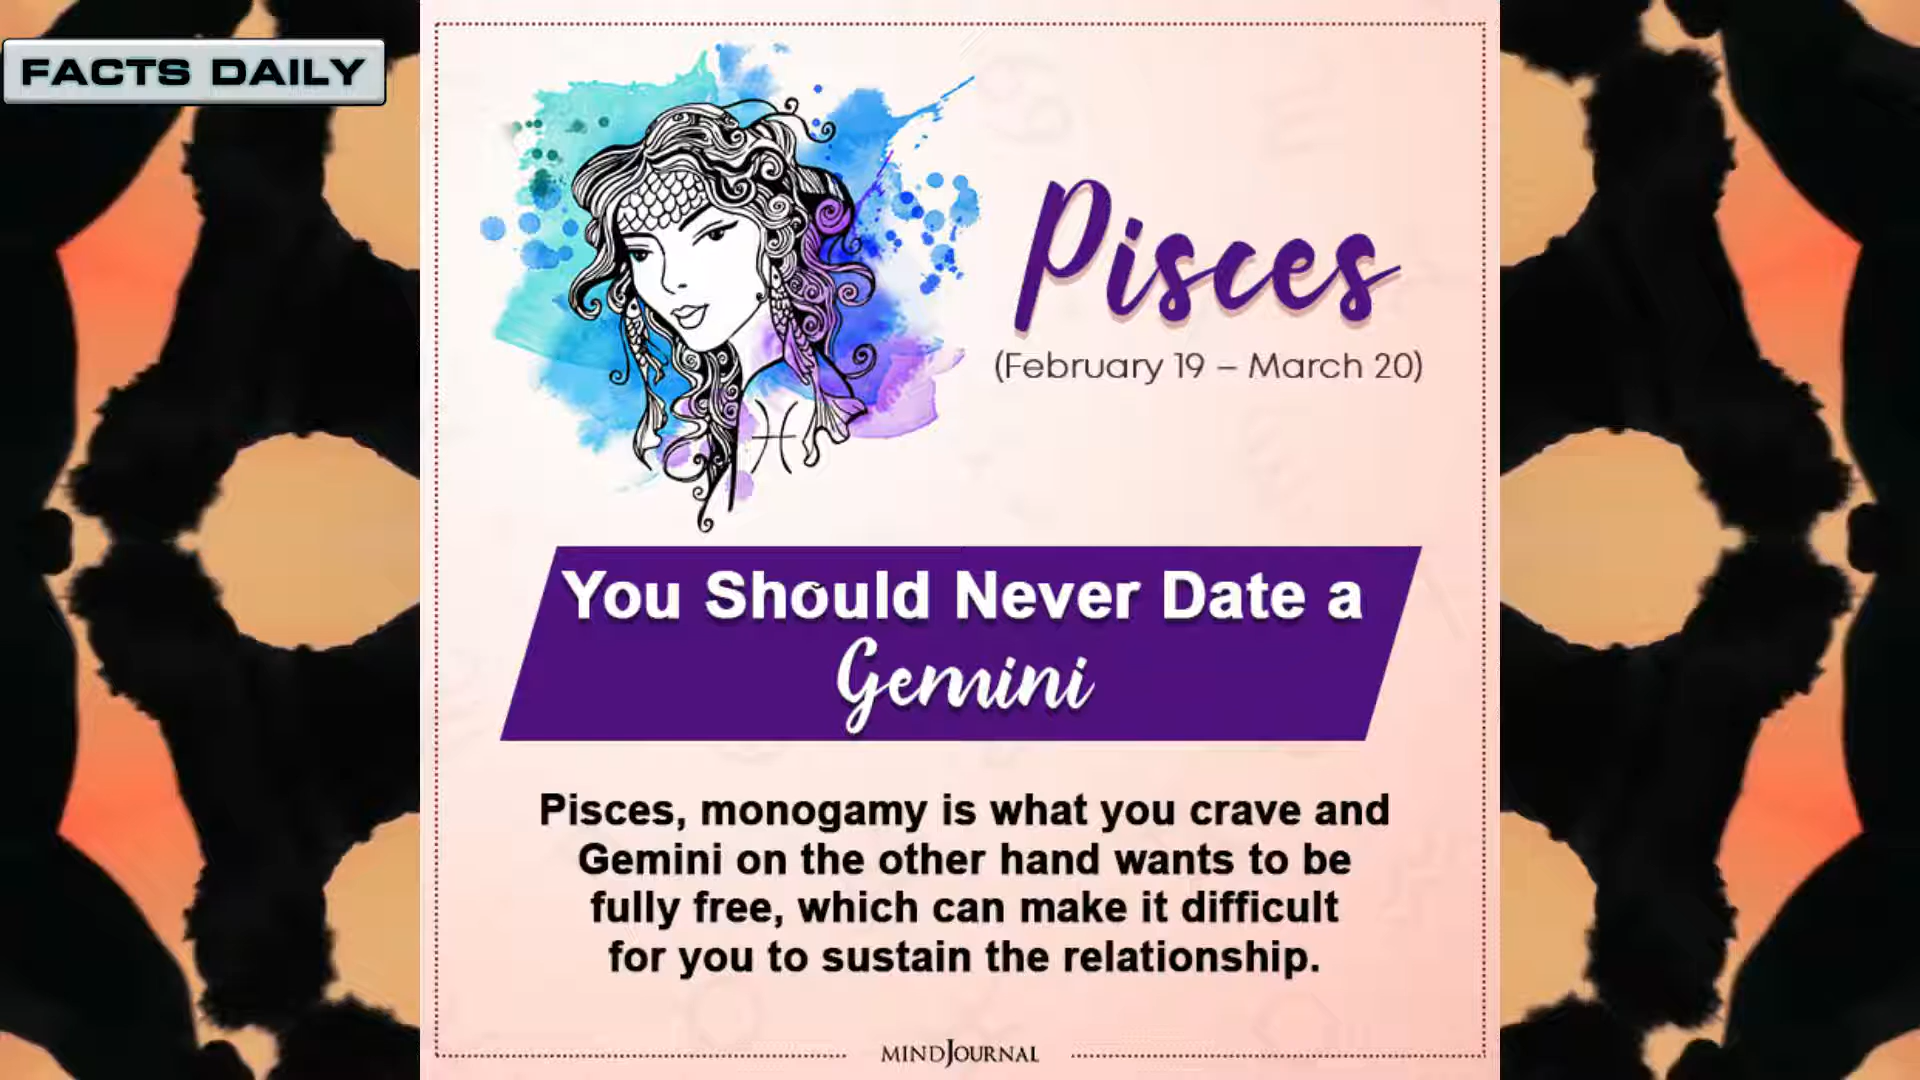 FACTS DAILY
Pisces
(February 19 – March 20)
You Should Never Date a
Gemini
Pisces, monogamy is what you crave and
Gemini on the other hand wants to be
fully free, which can make it difficult
for you to sustain the relationship.
MINDJOURNAL